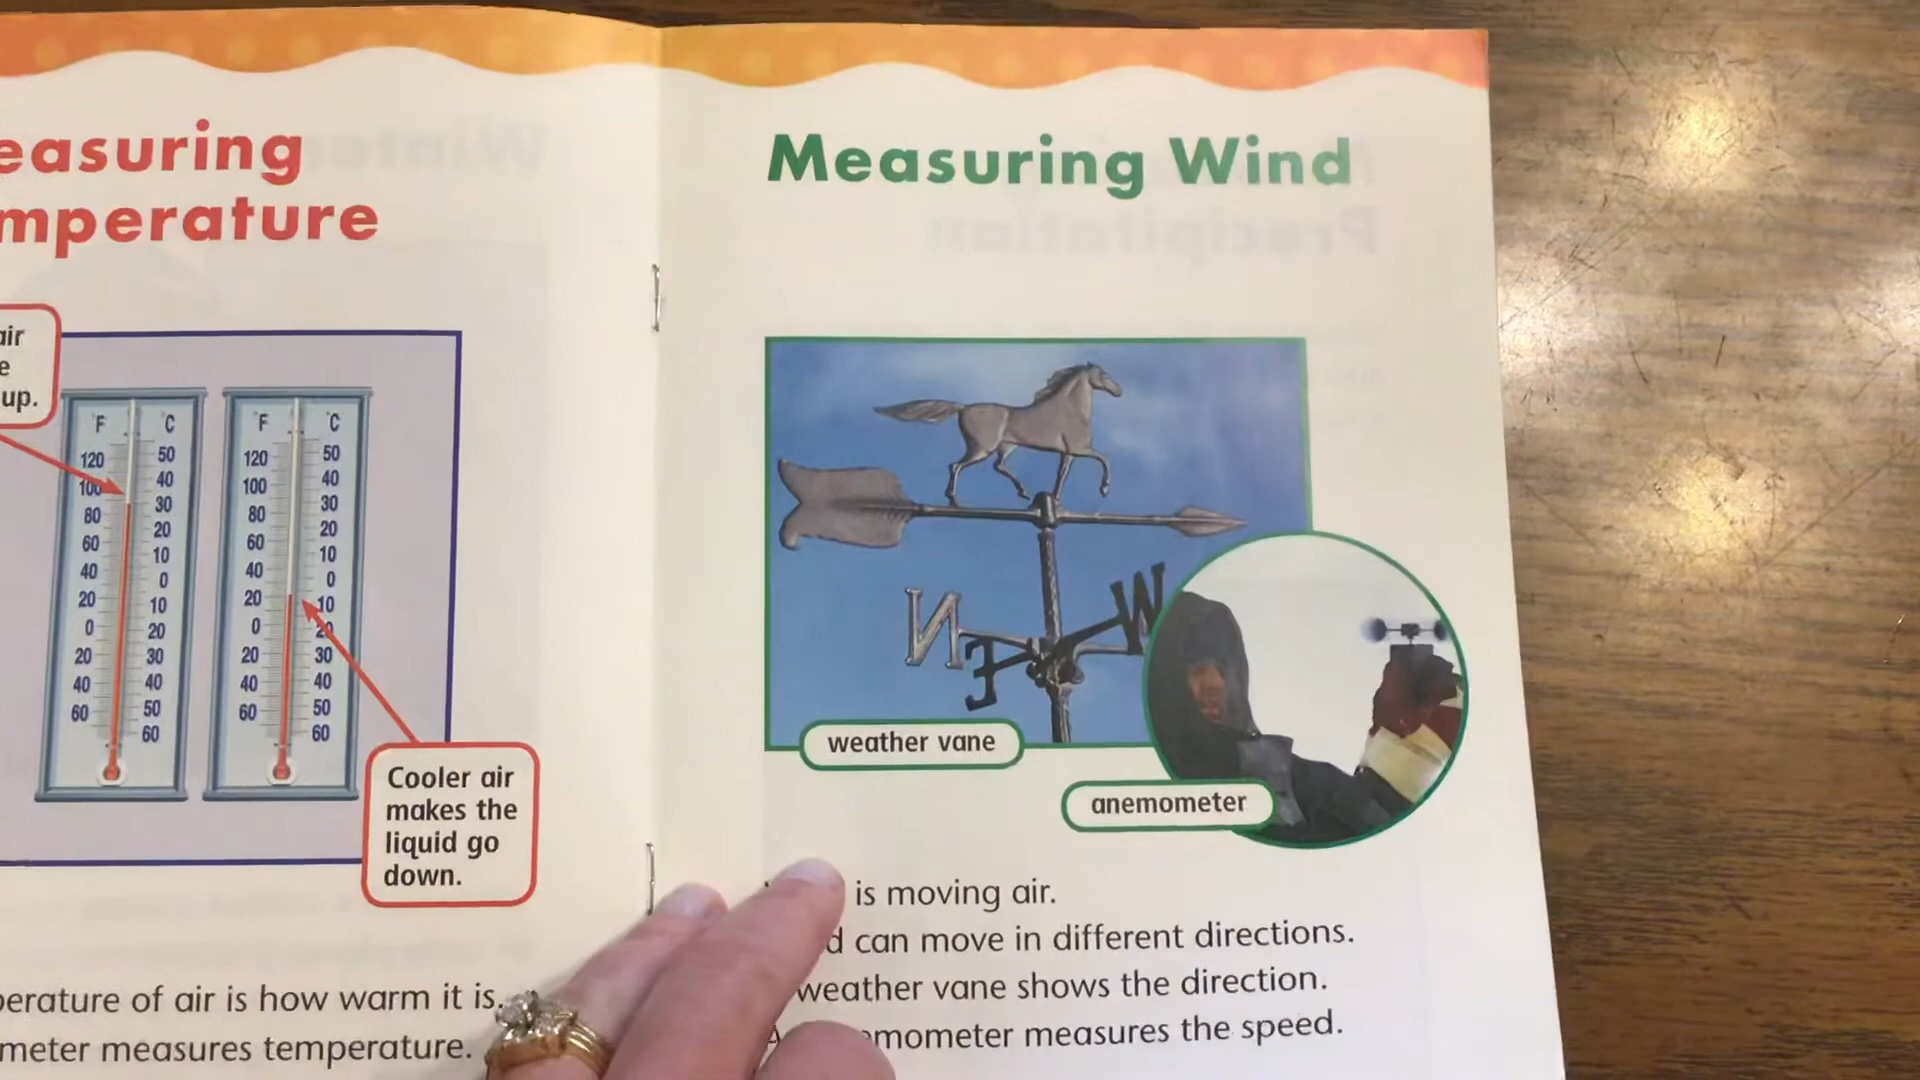 easuring
mperature
air
e
up.
°F °C
120 50
100 40
80 30
60 20
40 10
20 0
0 10
20 20
40 30
60 40
50
60
°F °C
120 50
100 40
80 30
60 20
40 10
20 0
0 10
20 20
40 30
60 40
50
60
Cooler air
makes the
liquid go
down.
perature of air is how warm it is.
meter measures temperature.
Measuring Wind
N
E
W
weather vane
anemometer
is moving air.
d can move in different directions.
weather vane shows the direction.
A emometer measures the speed.